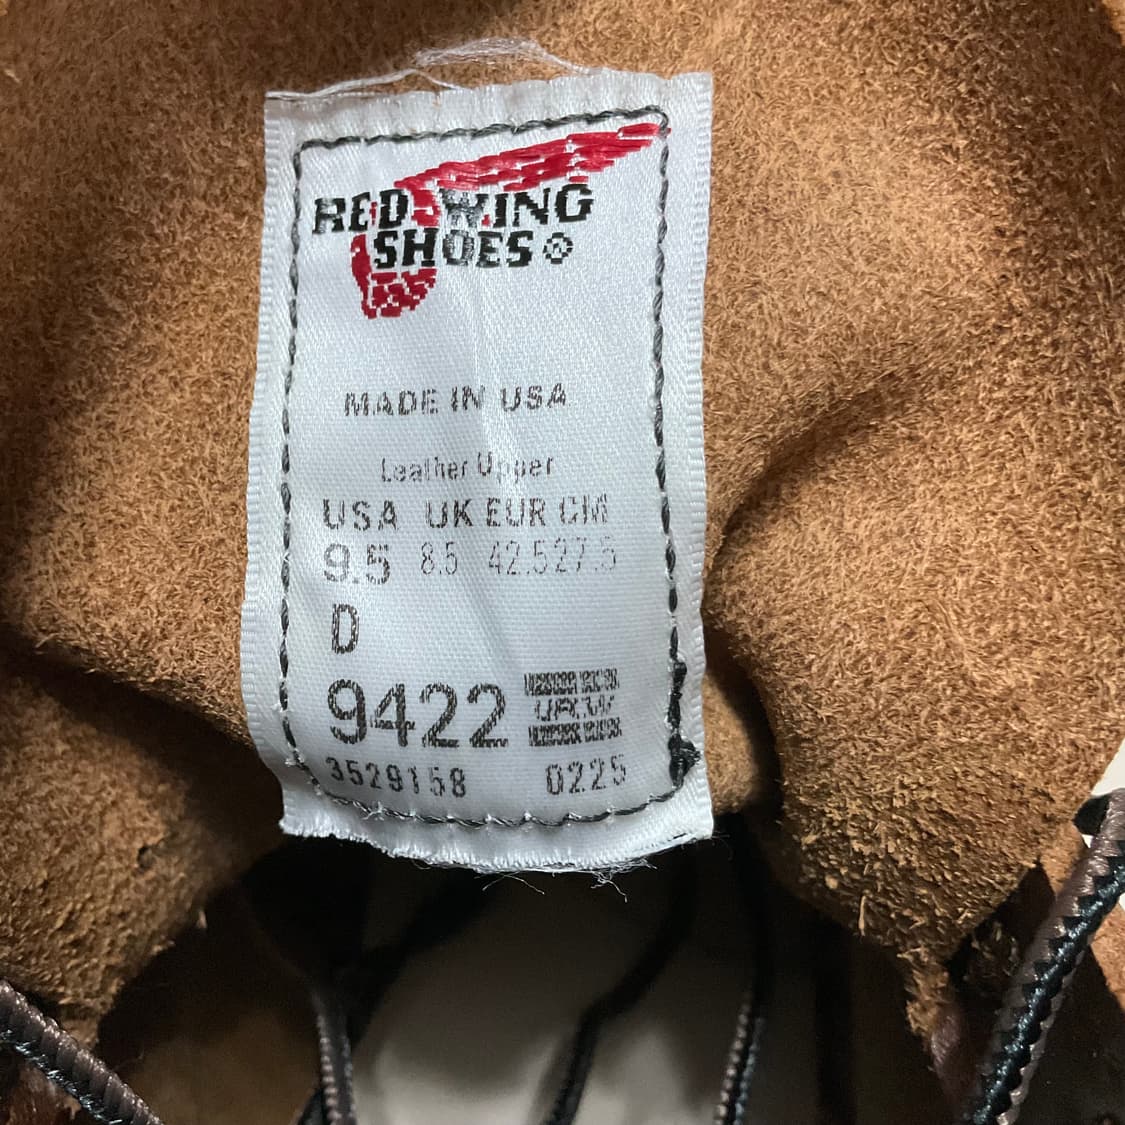 RED WING
SHOES®
MADE IN USA
Leather Upper
USA UK EUR CM
9.5 8.5 42.5 27.5
D
9422 UFCW
3529158 0225